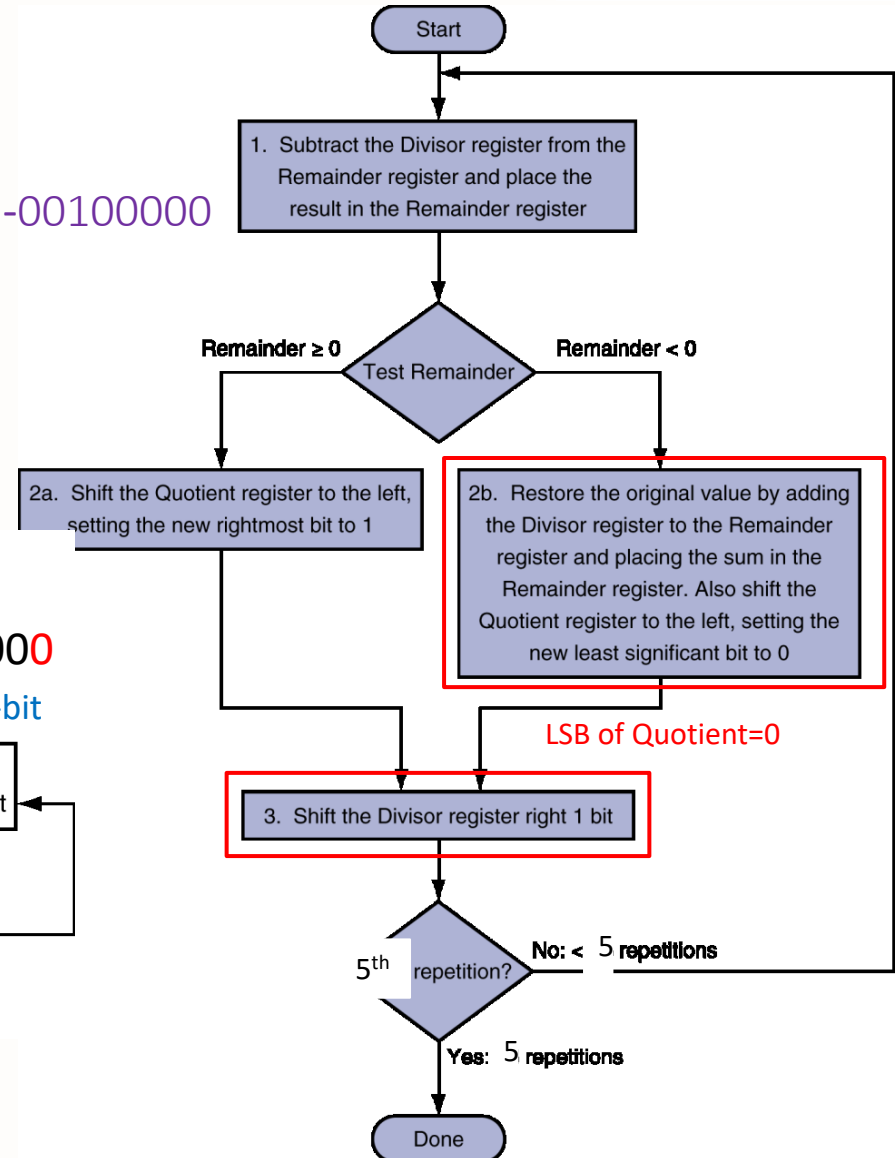 Start
1. Subtract the Divisor register from the
Remainder register and place the
result in the Remainder register
-00100000
Remainder ≥ 0
Remainder < 0
Test Remainder
2a. Shift the Quotient register to the left,
setting the new rightmost bit to 1
2b. Restore the original value by adding
the Divisor register to the Remainder
register and placing the sum in the
Remainder register. Also shift the
Quotient register to the left, setting the
new least significant bit to 0
000
bit
t
LSB of Quotient=0
3. Shift the Divisor register right 1 bit
5th repetition?
No: < 5 repetitions
Yes: 5 repetitions
Done